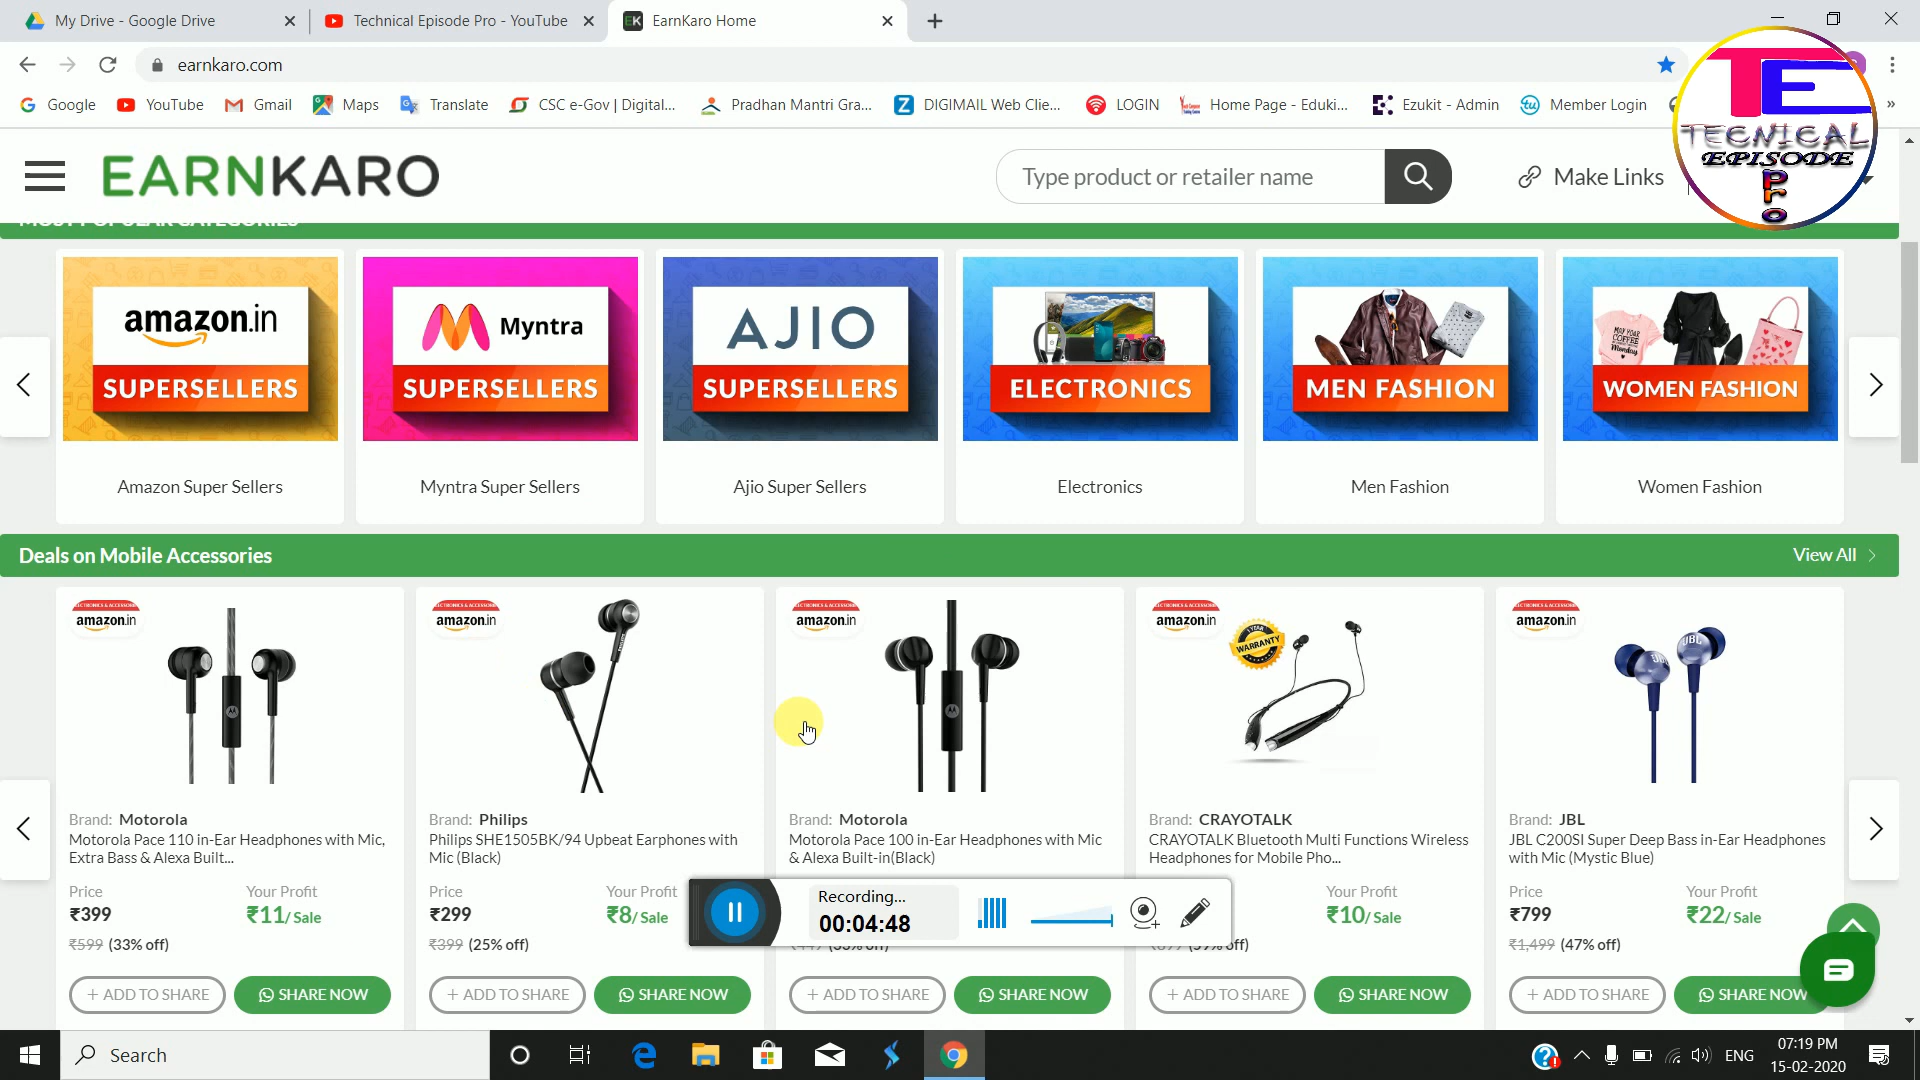 My Drive - Google Drive
Technical Episode Pro - YouTube
EK
EarnKaro Home
earnkaro.com
Google
YouTube
Gmail
Maps
Translate
CSC e-Gov | Digital...
Pradhan Mantri Gra...
DIGIMAIL Web Clie...
LOGIN
Home Page - Eduki...
Ezukit - Admin
Member Login
TE
TECNICAL
EPISODE
Pro
EARNKARO
Type product or retailer name
Make Links
MOST POPULAR CATEGORIES
amazon.in
SUPERSELLERS
Myntra
SUPERSELLERS
AJIO
SUPERSELLERS
ELECTRONICS
MEN FASHION
WOMEN FASHION
Amazon Super Sellers
Myntra Super Sellers
Ajio Super Sellers
Electronics
Men Fashion
Women Fashion
Deals on Mobile Accessories
View All
amazon.in
amazon.in
amazon.in
amazon.in
amazon.in
WARRANTY
JBL
Brand: Motorola
Motorola Pace 110 in-Ear Headphones with Mic,
Extra Bass & Alexa Built...
Price
₹399
₹599 (33% off)
Your Profit
₹11/ Sale
+ ADD TO SHARE
SHARE NOW
Brand: Philips
Philips SHE1505BK/94 Upbeat Earphones with
Mic (Black)
Price
₹299
₹399 (25% off)
Your Profit
₹8/ Sale
+ ADD TO SHARE
SHARE NOW
Brand: Motorola
Motorola Pace 100 in-Ear Headphones with Mic
& Alexa Built-in(Black)
+ ADD TO SHARE
SHARE NOW
Brand: CRAYOTALK
CRAYOTALK Bluetooth Multi Functions Wireless
Headphones for Mobile Pho...
Your Profit
₹10/ Sale
+ ADD TO SHARE
SHARE NOW
Brand: JBL
JBL C200SI Super Deep Bass in-Ear Headphones
with Mic (Mystic Blue)
Price
₹799
₹1,499 (47% off)
Your Profit
₹22/ Sale
+ ADD TO SHARE
SHARE NOW
Recording...
00:04:48
Search
ENG
07:19 PM
15-02-2020